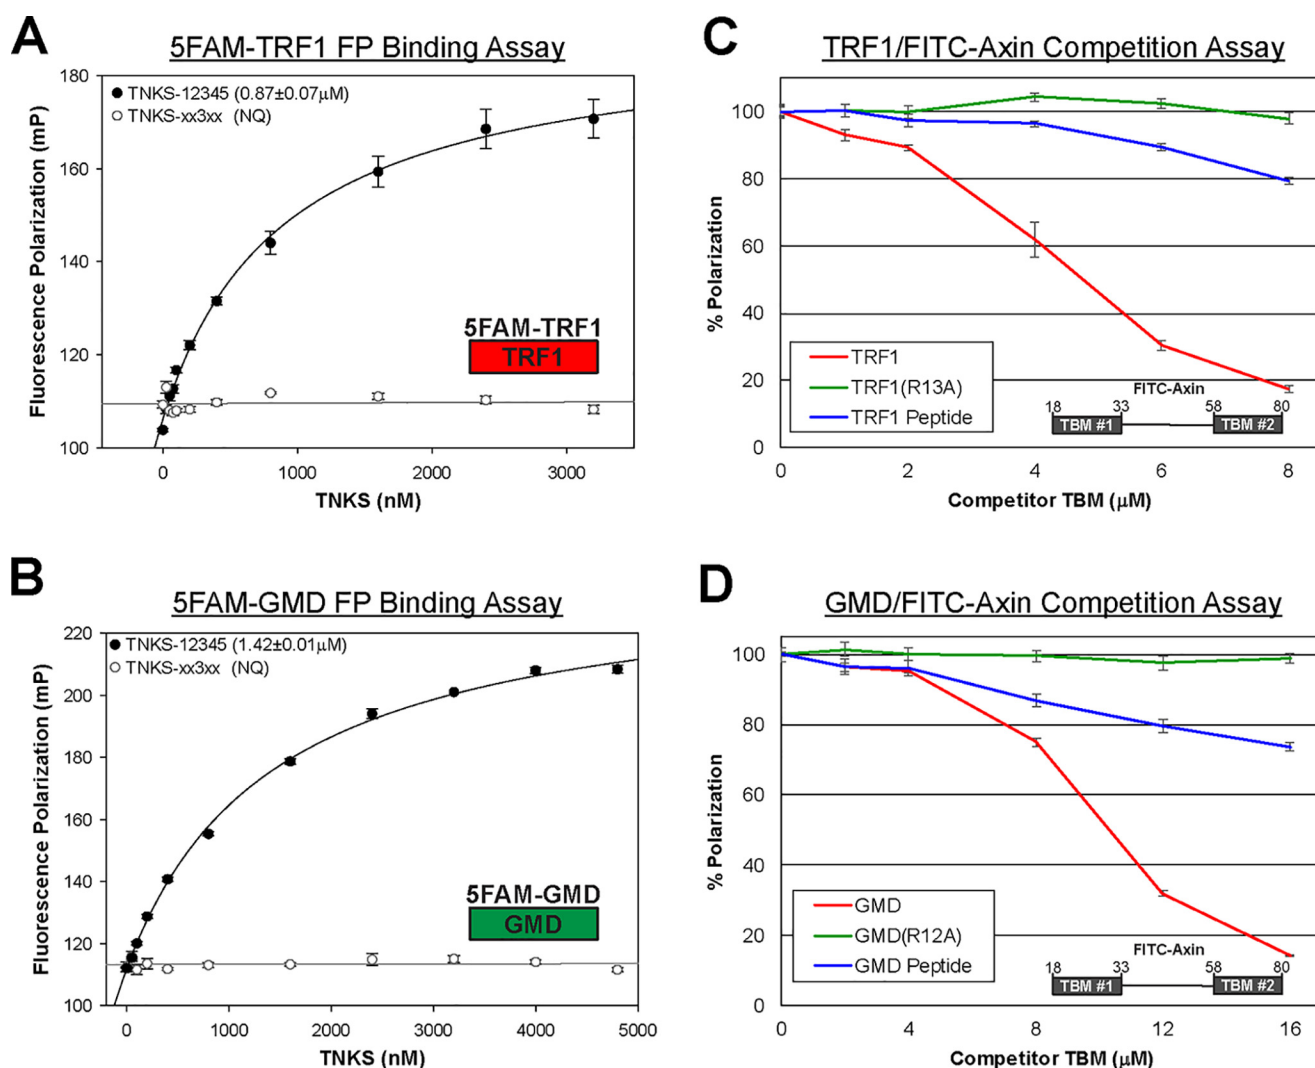 A
5FAM-TRF1 FP Binding Assay
180
160
140
120
100
Fluorescence Polarization (mP)
TNKS-12345 (0.87±0.07µM)
TNKS-xx3xx (NQ)
5FAM-TRF1
TRF1
0 1000 2000 3000
TNKS (nM)
B
5FAM-GMD FP Binding Assay
220
200
180
160
140
120
100
Fluorescence Polarization (mP)
TNKS-12345 (1.42±0.01µM)
TNKS-xx3xx (NQ)
5FAM-GMD
GMD
0 1000 2000 3000 4000 5000
TNKS (nM)
C
TRF1/FITC-Axin Competition Assay
100
80
60
40
20
0
% Polarization
TRF1
TRF1(R13A)
TRF1 Peptide
FITC-Axin
18 33 58 80
TBM #1 TBM #2
0 2 4 6 8
Competitor TBM (µM)
D
GMD/FITC-Axin Competition Assay
100
80
60
40
20
0
% Polarization
GMD
GMD(R12A)
GMD Peptide
FITC-Axin
18 33 58 80
TBM #1 TBM #2
0 4 8 12 16
Competitor TBM (µM)